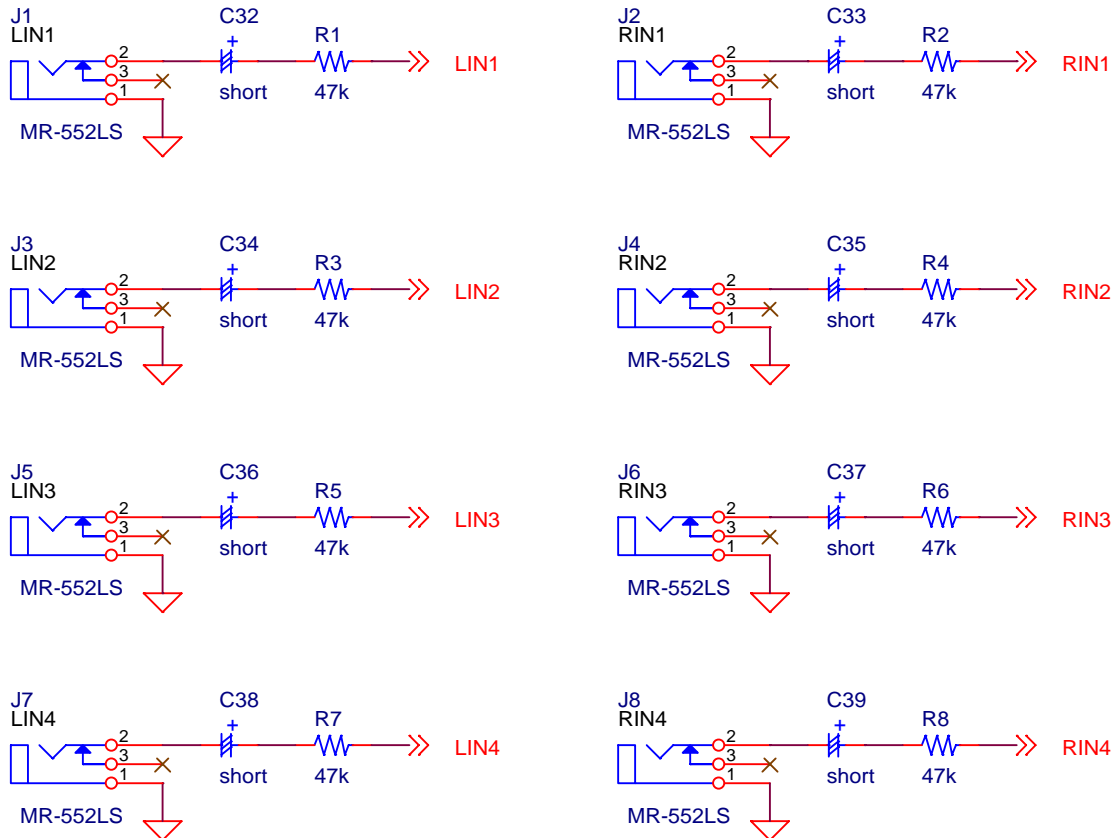 J1
LIN1
C32
+
R1
2
3
1
LIN1
short
47k
MR-552LS
J2
RIN1
C33
+
R2
2
3
1
RIN1
short
47k
MR-552LS
J3
LIN2
C34
+
R3
2
3
1
LIN2
short
47k
MR-552LS
J4
RIN2
C35
+
R4
2
3
1
RIN2
short
47k
MR-552LS
J5
LIN3
C36
+
R5
2
3
1
LIN3
short
47k
MR-552LS
J6
RIN3
C37
+
R6
2
3
1
RIN3
short
47k
MR-552LS
J7
LIN4
C38
+
R7
2
3
1
LIN4
short
47k
MR-552LS
J8
RIN4
C39
+
R8
2
3
1
RIN4
short
47k
MR-552LS